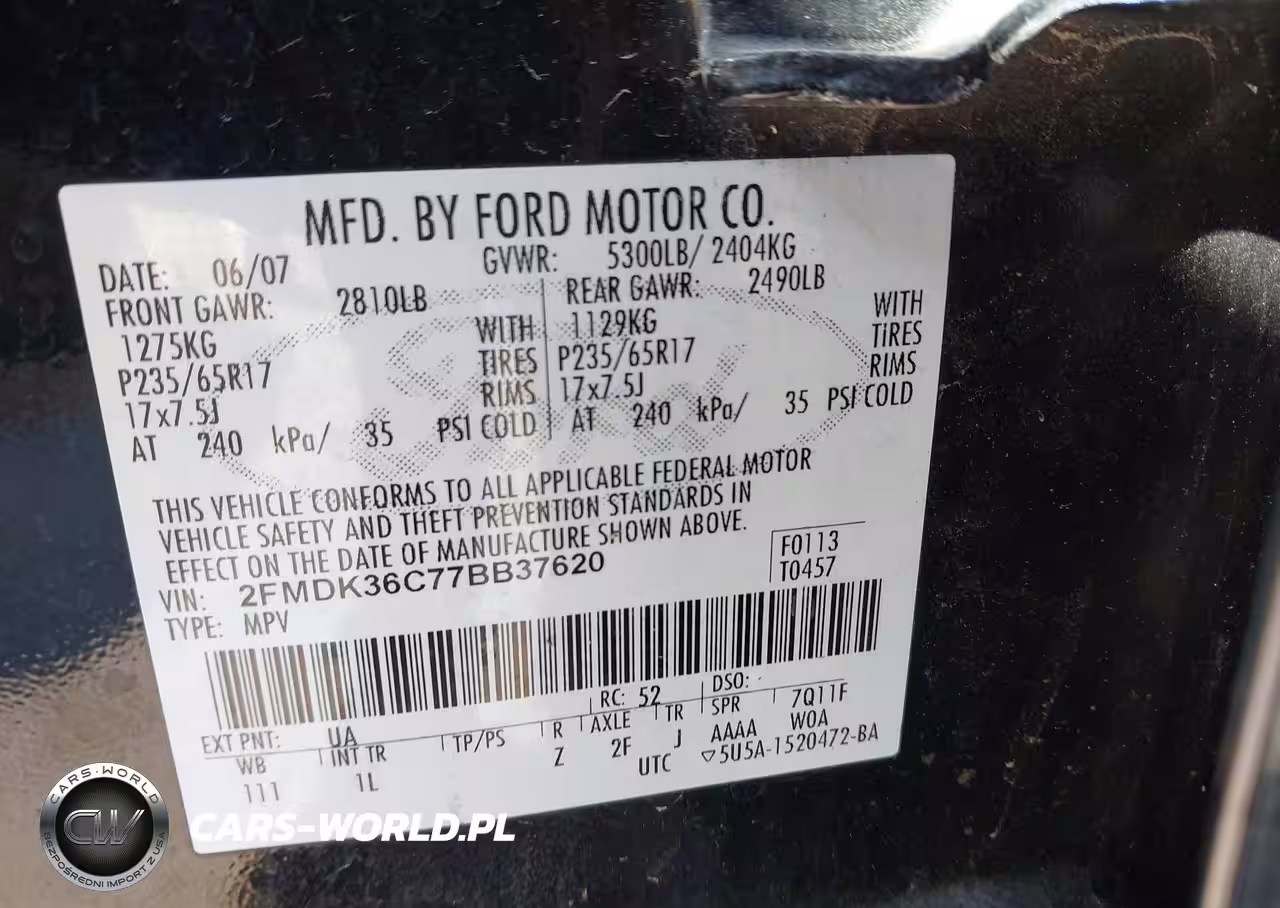 MFD. BY FORD MOTOR CO.
DATE: 06/07 GVWR: 5300LB/ 2404KG
FRONT GAWR: 2810LB REAR GAWR: 2490LB
1275KG WITH 1129KG WITH
P235/65R17 TIRES P235/65R17 TIRES
17x7.5J RIMS 17x7.5J RIMS
AT 240 kPa/ 35 PSI COLD AT 240 kPa/ 35 PSI COLD
THIS VEHICLE CONFORMS TO ALL APPLICABLE FEDERAL MOTOR
VEHICLE SAFETY AND THEFT PREVENTION STANDARDS IN
EFFECT ON THE DATE OF MANUFACTURE SHOWN ABOVE.
VIN: 2FMDK36C77BB37620 F0113
TYPE: MPV T0457
EXT PNT: UA RC: 52 DSO:
WB INT TR TP/PS R AXLE TR SPR 7Q11F
111 1L Z 2F J AAAA W0A
UTC ▽5U5A-1520472-BA
CARS-WORLD
CW
BEZPOŚREDNI IMPORT Z USA
CARS-WORLD.PL